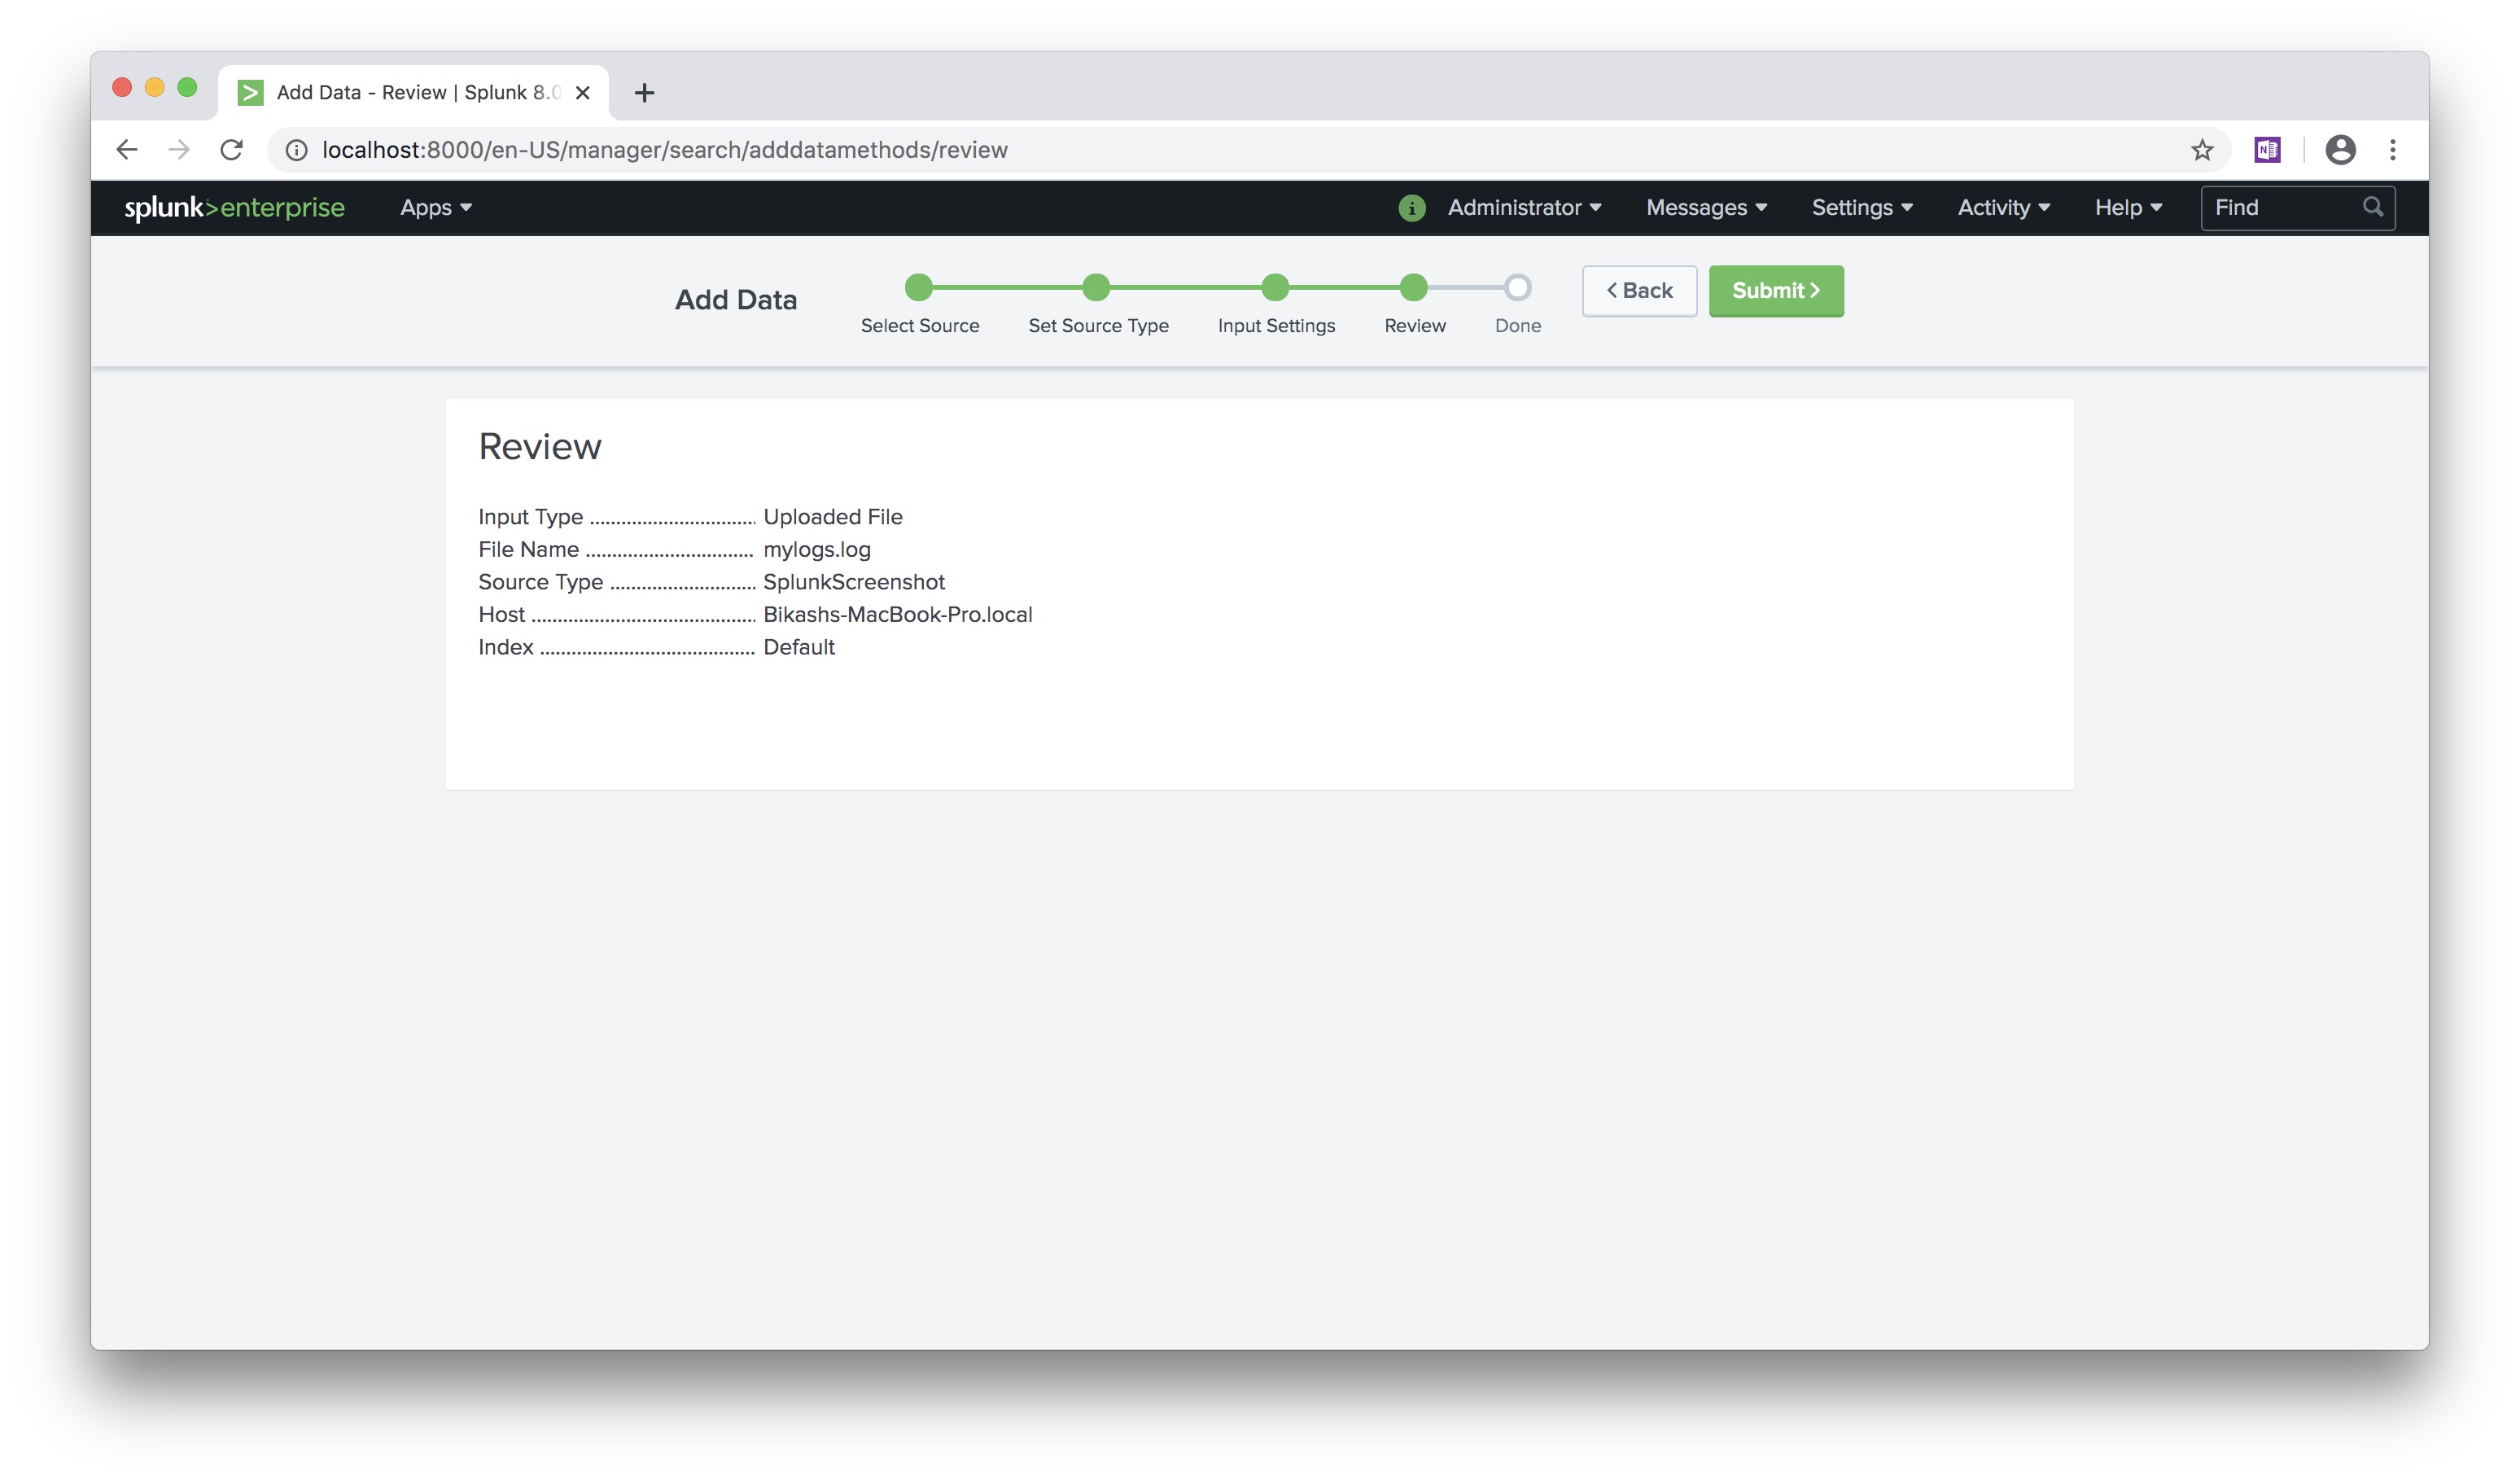 Add Data - Review | Splunk 8.0
localhost:8000/en-US/manager/search/adddatamethods/review
splunk>enterprise Apps i Administrator Messages Settings Activity Help Find
Add Data
Select Source Set Source Type Input Settings Review Done
< Back Submit >
Review
Input Type ................................ Uploaded File
File Name ................................ mylogs.log
Source Type ............................ SplunkScreenshot
Host ........................................... Bikashs-MacBook-Pro.local
Index ......................................... Default